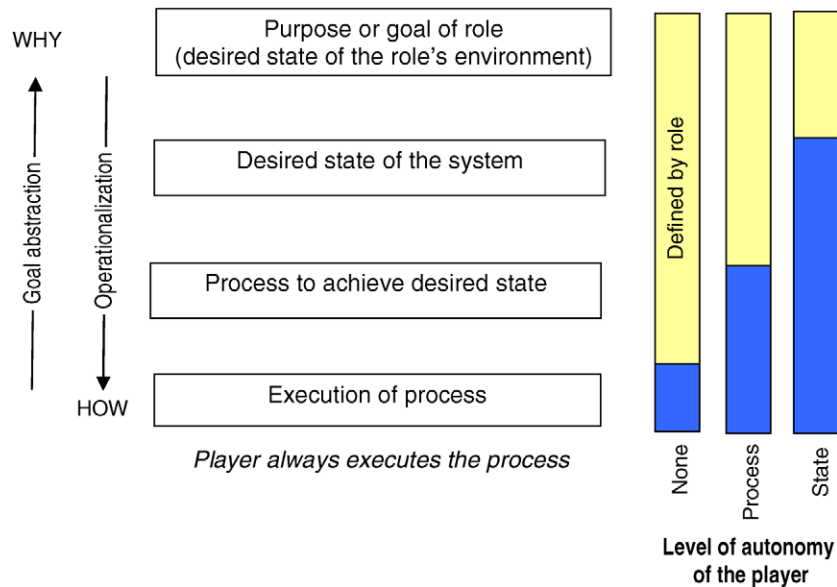 WHY
Purpose or goal of role
(desired state of the role's environment)
Goal abstraction
Operationalization
Desired state of the system
Process to achieve desired state
Execution of process
HOW
Player always executes the process
Defined by role
None
Process
State
Level of autonomy
of the player